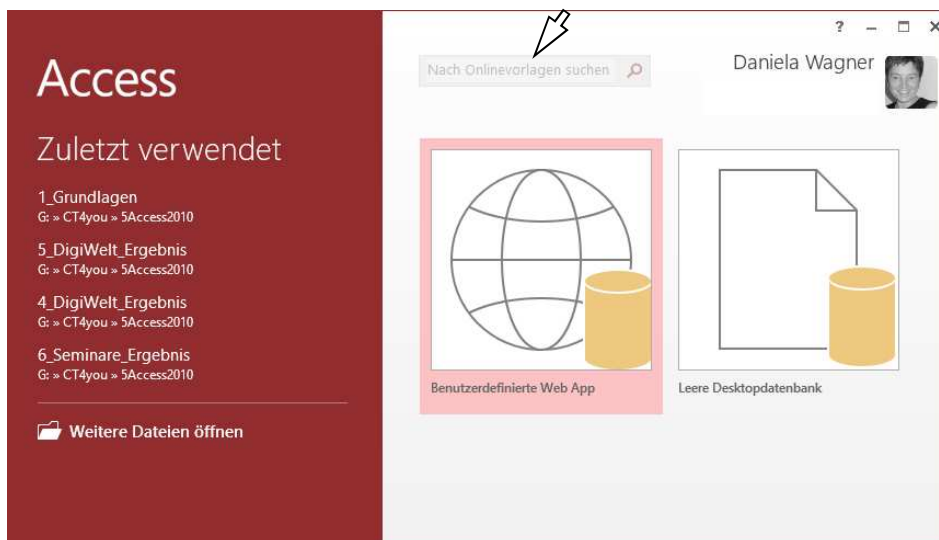 Access
Zuletzt verwendet
1_Grundlagen
G: » CT4you » 5Access2010
5_DigiWelt_Ergebnis
G: » CT4you » 5Access2010
4_DigiWelt_Ergebnis
G: » CT4you » 5Access2010
6_Seminare_Ergebnis
G: » CT4you » 5Access2010
Weitere Dateien öffnen
?
Nach Onlinevorlagen suchen
Daniela Wagner
Benutzerdefinierte Web App
Leere Desktopdatenbank